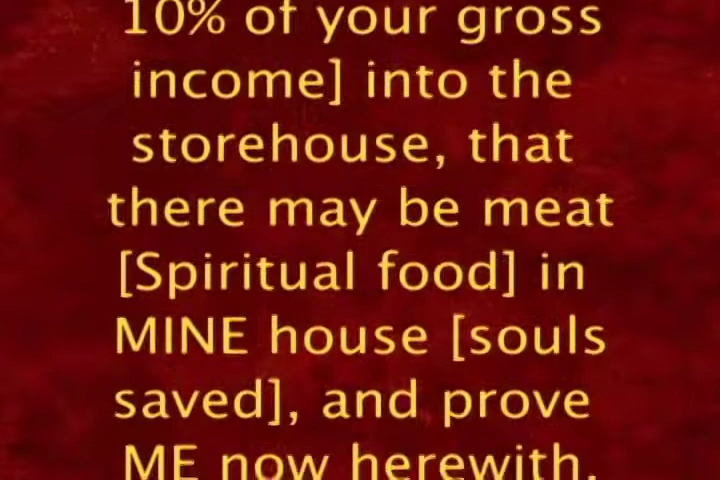 10% of your gross
income] into the
storehouse, that
there may be meat
[Spiritual food] in
MINE house [souls
saved], and prove
ME now herewith,